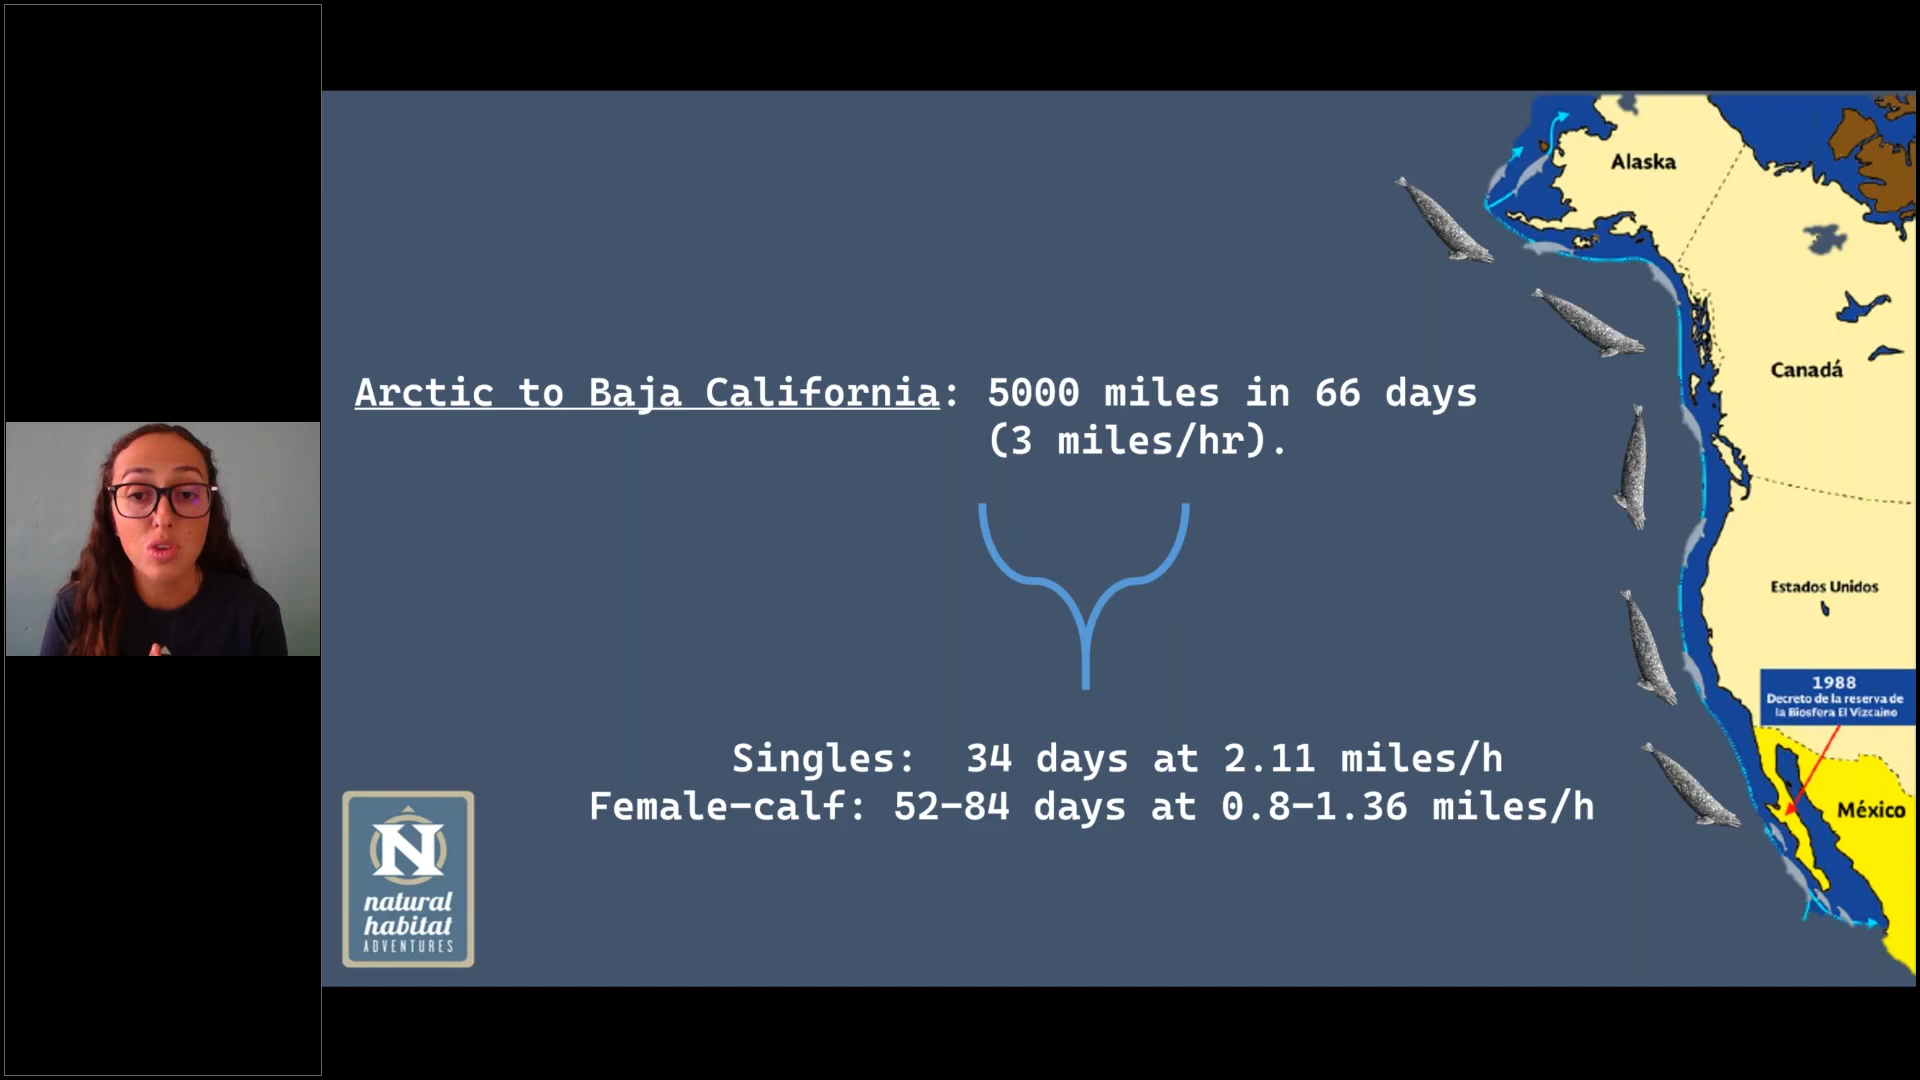 Arctic to Baja California: 5000 miles in 66 days
(3 miles/hr).
Singles: 34 days at 2.11 miles/h
Female-calf: 52-84 days at 0.8-1.36 miles/h
Alaska
Canadá
Estados Unidos
1988
Decreto de la reserva de
la Biosfera El Vizcaino
México
N
natural
habitat
ADVENTURES